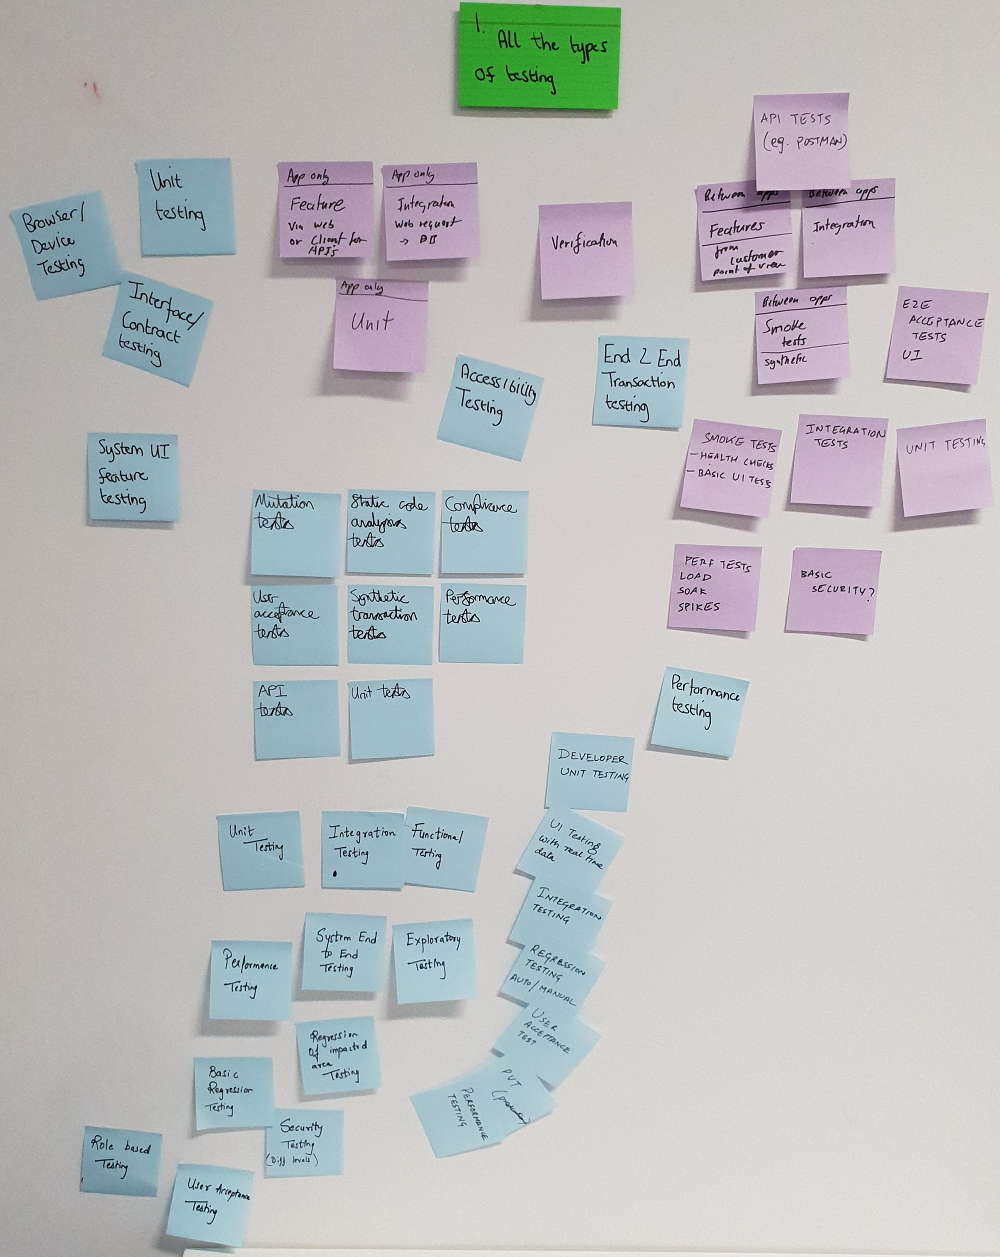 1. All the types
of testing
API TESTS
(eg. POSTMAN)
Browser/
Device
Testing
Unit
testing
Interface/
Contract
testing
System UI
feature
testing
App only
Feature
Via web
or Client for
APIs
App only
Integration
Web request
→ DB
App only
Unit
Verification
Between apps
Features
from
customer
point of view
Between apps
Integration
Between apps
Smoke
tests
synthetic
E2E
ACCEPTANCE
TESTS
UI
Accessibility
Testing
End 2 End
Transaction
testing
SMOKE TESTS
- HEALTH CHECKS
- BASIC UI TESTS
INTEGRATION
TESTS
UNIT TESTING
PERF TESTS
LOAD
SOAK
SPIKES
BASIC
SECURITY?
Mutation
tests
Static code
analysis
tests
Compliance
tests
User
acceptance
tests
Synthetic
transaction
tests
Performance
tests
API
tests
Unit tests
Performance
testing
DEVELOPER
UNIT TESTING
UI Testing
with real time
data
INTEGRATION
TESTING
REGRESSION
TESTING
AUTO/MANUAL
USER
ACCEPTANCE
TEST
PVT
PERFORMANCE
TESTING
Unit
Testing
Integration
Testing
Functional
Testing
Performance
Testing
System End
to End
Testing
Exploratory
Testing
Regression
Of impacted
area
Testing
Basic
Regression
Testing
Security
Testing
(Diff levels)
Role based
Testing
User Acceptance
Testing